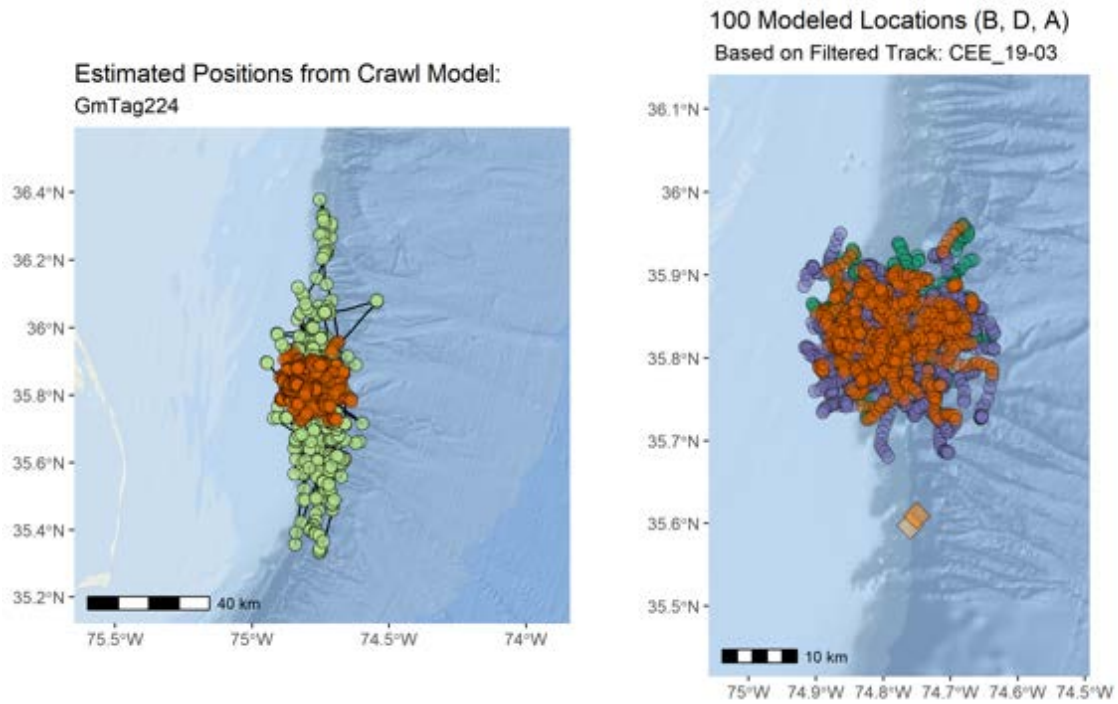 Estimated Positions from Crawl Model:
GmTag224
36.4°N
36.2°N
36°N
35.8°N
35.6°N
35.4°N
35.2°N
40 km
75.5°W 75°W 74.5°W 74°W
100 Modeled Locations (B, D, A)
Based on Filtered Track: CEE_19-03
36.1°N
36°N
35.9°N
35.8°N
35.7°N
35.6°N
35.5°N
10 km
75°W 74.9°W 74.8°W 74.7°W 74.6°W 74.5°W